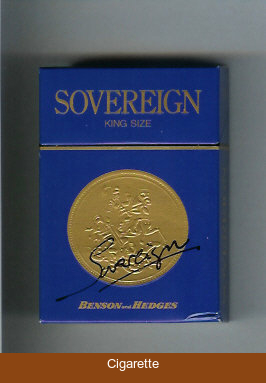 SOVEREIGN
KING SIZE
Sovereign
BENSON and HEDGES
Cigarette